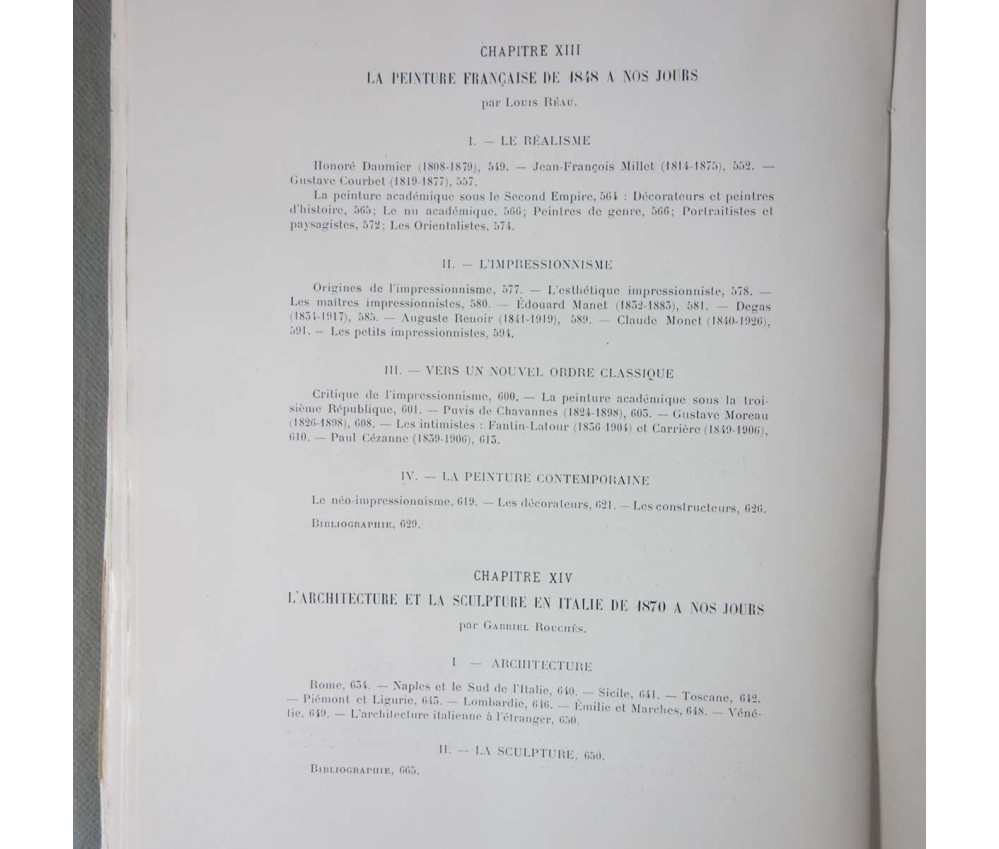 CHAPITRE XIII
LA PEINTURE FRANÇAISE DE 1848 A NOS JOURS
par Louis Réau.
I. — LE RÉALISME
Honoré Daumier (1808-1879), 549. — Jean-François Millet (1814-1875), 552. —
Gustave Courbet (1819-1877), 557.
La peinture académique sous le Second Empire, 564 : Décorateurs et peintres
d'histoire, 565; Le nu académique, 566; Peintres de genre, 566; Portraitistes et
paysagistes, 572; Les Orientalistes, 574.
II. — L'IMPRESSIONNISME
Origines de l'impressionnisme, 577. — L'esthétique impressionniste, 578. —
Les maîtres impressionnistes, 580. — Édouard Manet (1832-1883), 581. — Degas
(1834-1917), 585. — Auguste Renoir (1841-1919), 589. — Claude Monet (1840-1926),
591. — Les petits impressionnistes, 594.
III. — VERS UN NOUVEL ORDRE CLASSIQUE
Critique de l'impressionnisme, 600. — La peinture académique sous la troi-
sième République, 601. — Puvis de Chavannes (1824-1898), 603. — Gustave Moreau
(1826-1898), 608. — Les intimistes : Fantin-Latour (1836-1904) et Carrière (1849-1906),
610. — Paul Cézanne (1839-1906), 613.
IV. — LA PEINTURE CONTEMPORAINE
Le néo-impressionnisme, 619. — Les décorateurs, 621. — Les constructeurs, 626.
Bibliographie, 629.
CHAPITRE XIV
L'ARCHITECTURE ET LA SCULPTURE EN ITALIE DE 1870 A NOS JOURS
par Gabriel Rouchès.
I — ARCHITECTURE
Rome, 634. — Naples et le Sud de l'Italie, 640. — Sicile, 641. — Toscane, 642.
— Piémont et Ligurie, 645. — Lombardie, 646. — Émilie et Marches, 648. — Véné-
tie, 649. — L'architecture italienne à l'étranger, 650.
II. — LA SCULPTURE, 650.
Bibliographie, 665.